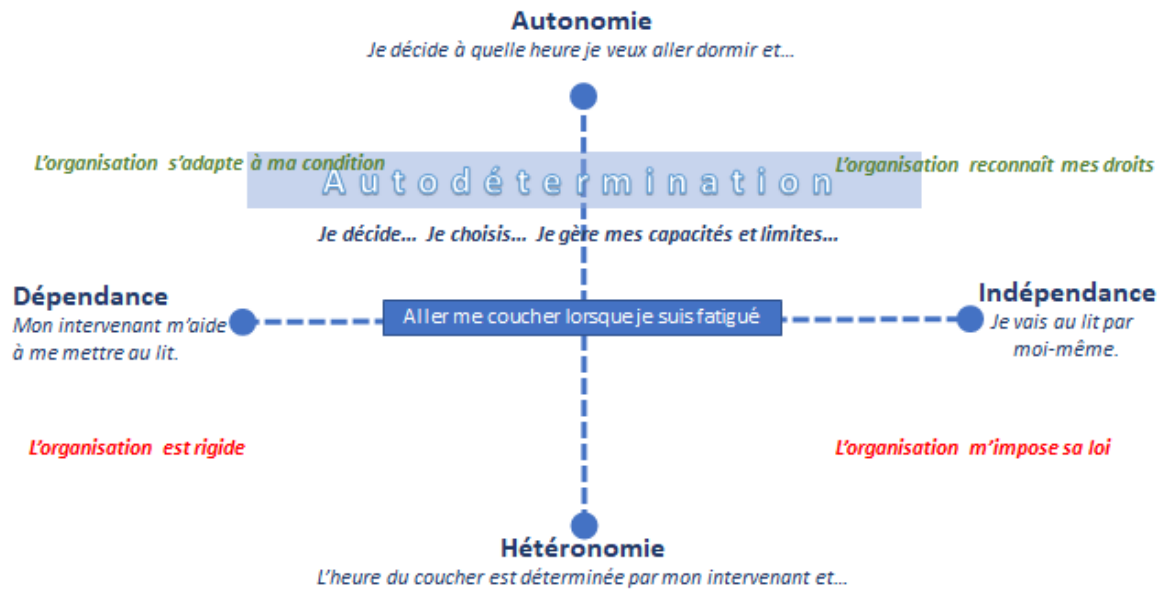 Autonomie
Je décide à quelle heure je veux aller dormir et...
L'organisation s'adapte à ma condition
L'organisation reconnaît mes droits
Autodétermination
Je décide... Je choisis... Je gère mes capacités et limites...
Dépendance
Mon intervenant m'aide
à me mettre au lit.
Aller me coucher lorsque je suis fatigué
Indépendance
Je vais au lit par
moi-même.
L'organisation est rigide
L'organisation m'impose sa loi
Hétéronomie
L'heure du coucher est déterminée par mon intervenant et...